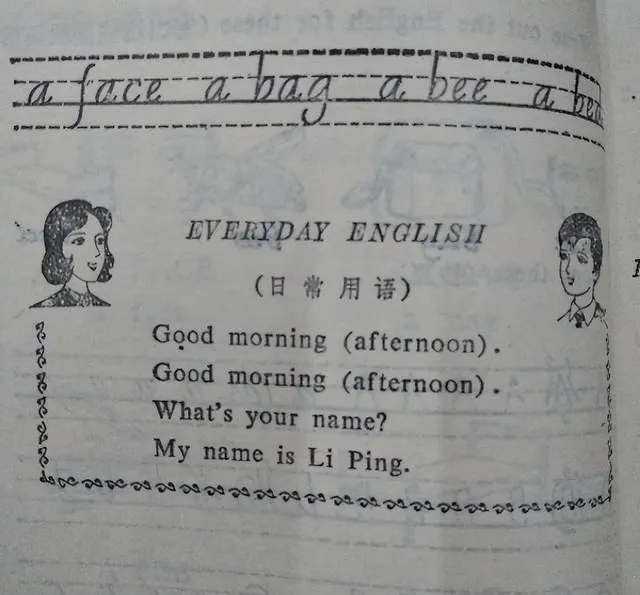 a face a bag a bee a bed
EVERYDAY ENGLISH
(日常用语)
Good morning (afternoon).
Good morning (afternoon).
What's your name?
My name is Li Ping.